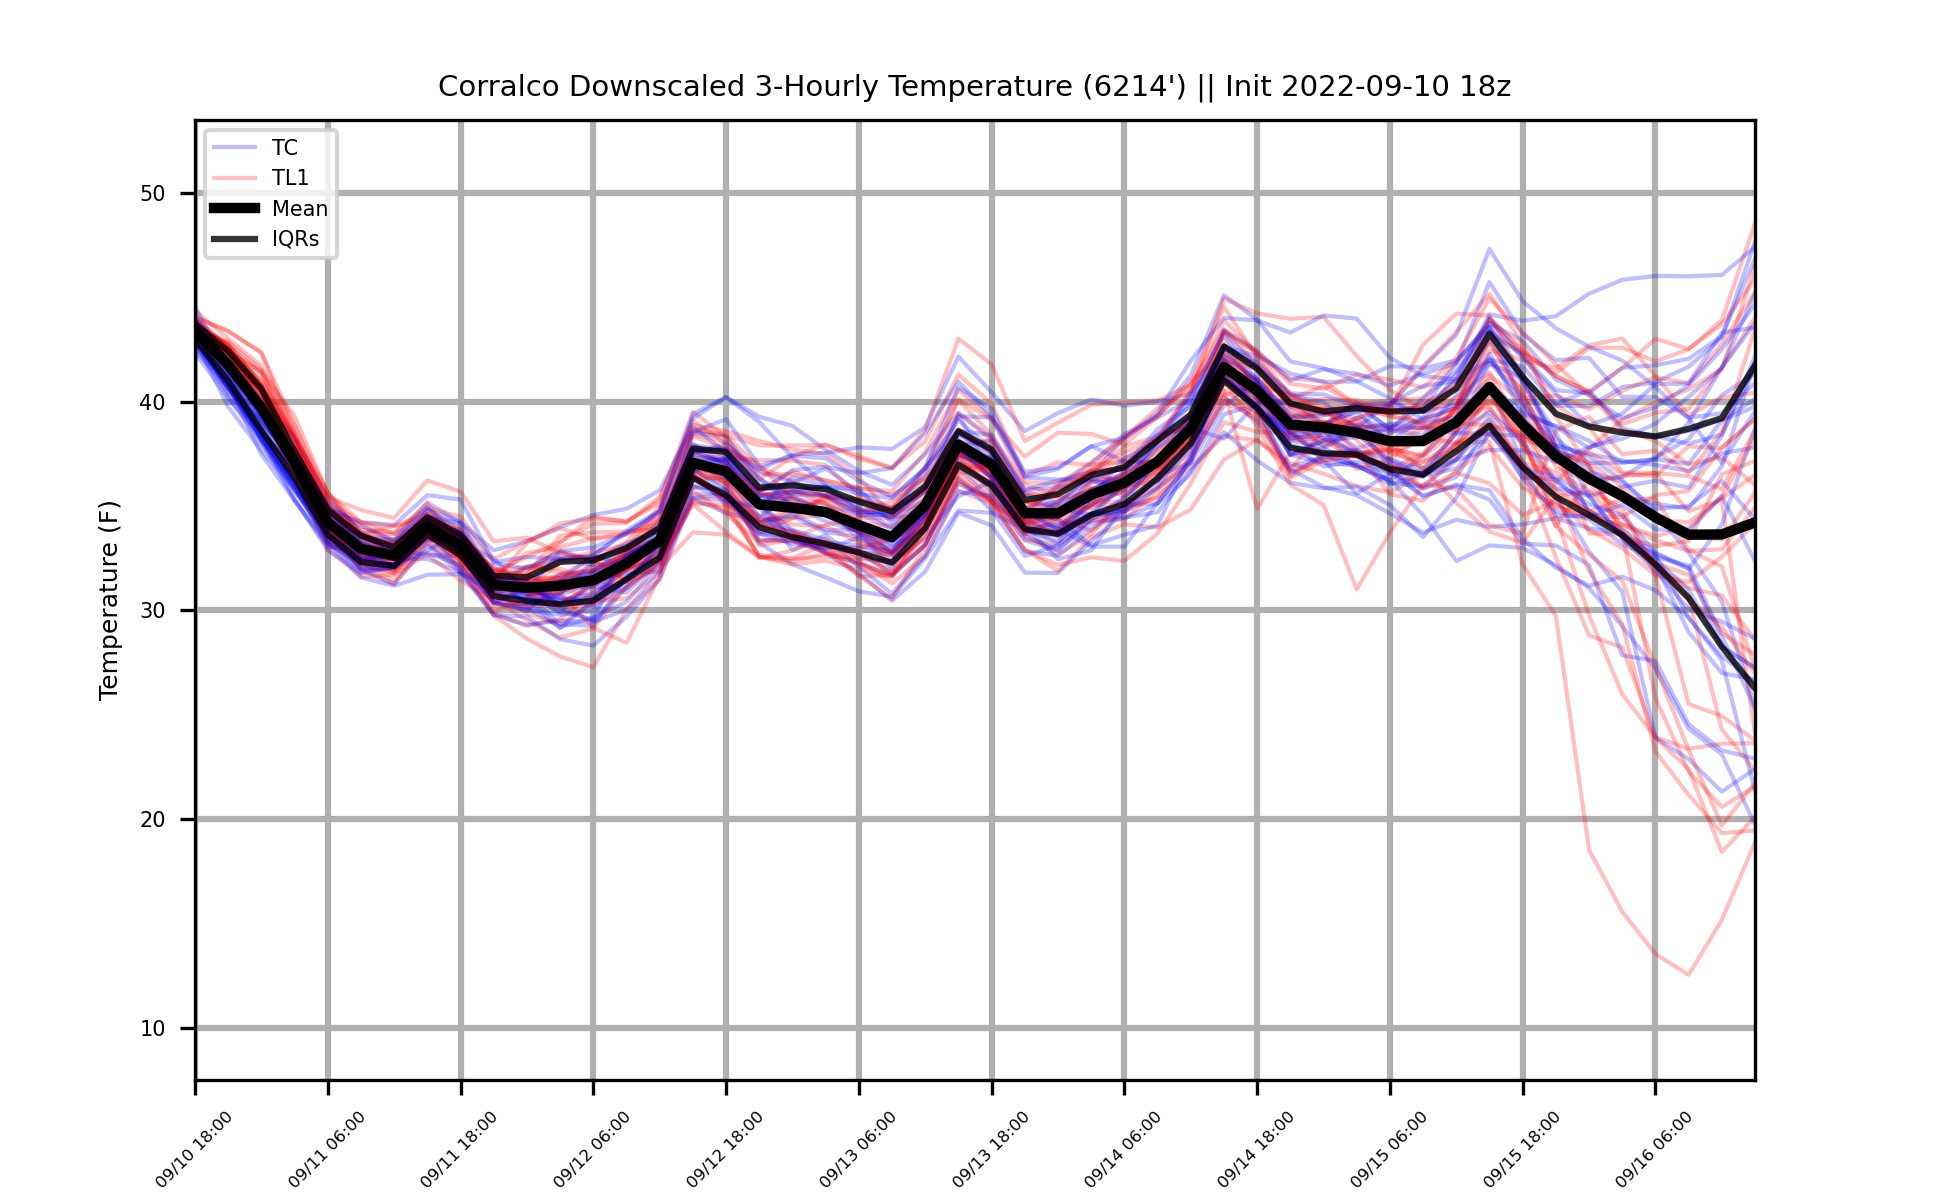 Corralco Downscaled 3-Hourly Temperature (6214') || Init 2022-09-10 18z
TC
TL1
Mean
IQRs
Temperature (F)
50
40
30
20
10
09/10 18:00
09/11 06:00
09/11 18:00
09/12 06:00
09/12 18:00
09/13 06:00
09/13 18:00
09/14 06:00
09/14 18:00
09/15 06:00
09/15 18:00
09/16 06:00